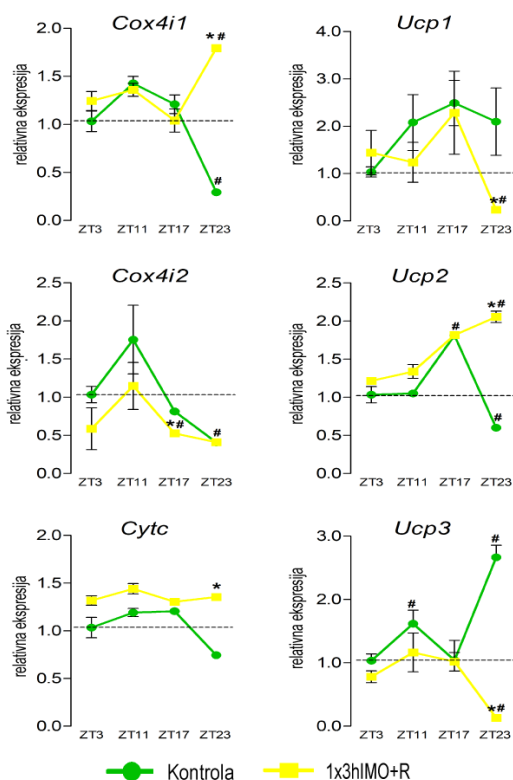 Cox4i1
relativna ekspresija
2.0
1.5
1.0
0.5
0.0
*#
#
ZT3 ZT11 ZT17 ZT23
Ucp1
relativna ekspresija
4.0
3.0
2.0
1.0
0.0
*#
ZT3 ZT11 ZT17 ZT23
Cox4i2
relativna ekspresija
2.5
2.0
1.5
1.0
0.5
0.0
*#
#
ZT3 ZT11 ZT17 ZT23
Ucp2
relativna ekspresija
2.5
2.0
1.5
1.0
0.5
0.0
#
*#
#
ZT3 ZT11 ZT17 ZT23
Cytc
relativna ekspresija
2.0
1.5
1.0
0.5
0.0
*
ZT3 ZT11 ZT17 ZT23
Ucp3
relativna ekspresija
3.0
2.0
1.0
0.0
#
#
*#
ZT3 ZT11 ZT17 ZT23
Kontrola 1x3hIMO+R